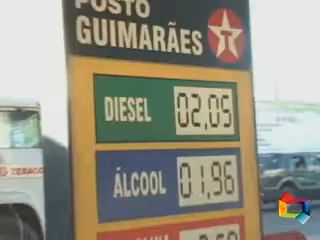 POSTO
GUIMARÃES
T
DIESEL 02,05
ÁLCOOL 01,96